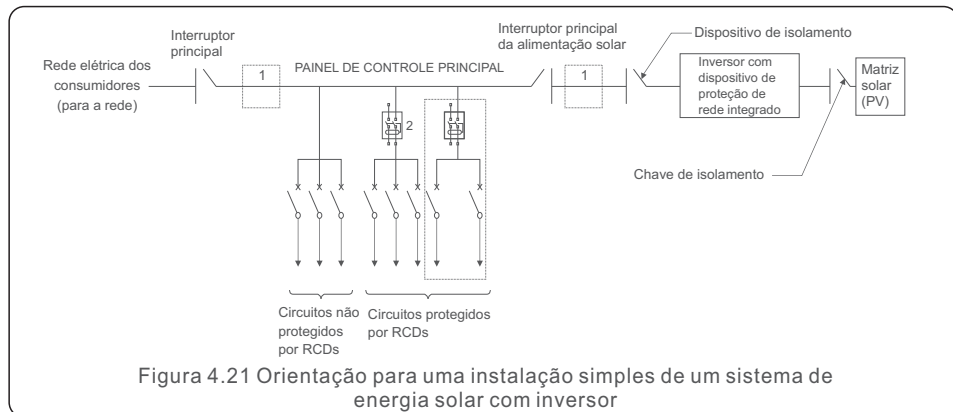 Interruptor
principal
Rede elétrica dos
consumidores
(para a rede)
1
PAINEL DE CONTROLE PRINCIPAL
Interruptor principal
da alimentação solar
1
Dispositivo de isolamento
Inversor com
dispositivo de
proteção de
rede integrado
Matriz
solar
(PV)
2
Chave de isolamento
Circuitos não
protegidos
por RCDs
Circuitos protegidos
por RCDs
Figura 4.21 Orientação para uma instalação simples de um sistema de
energia solar com inversor